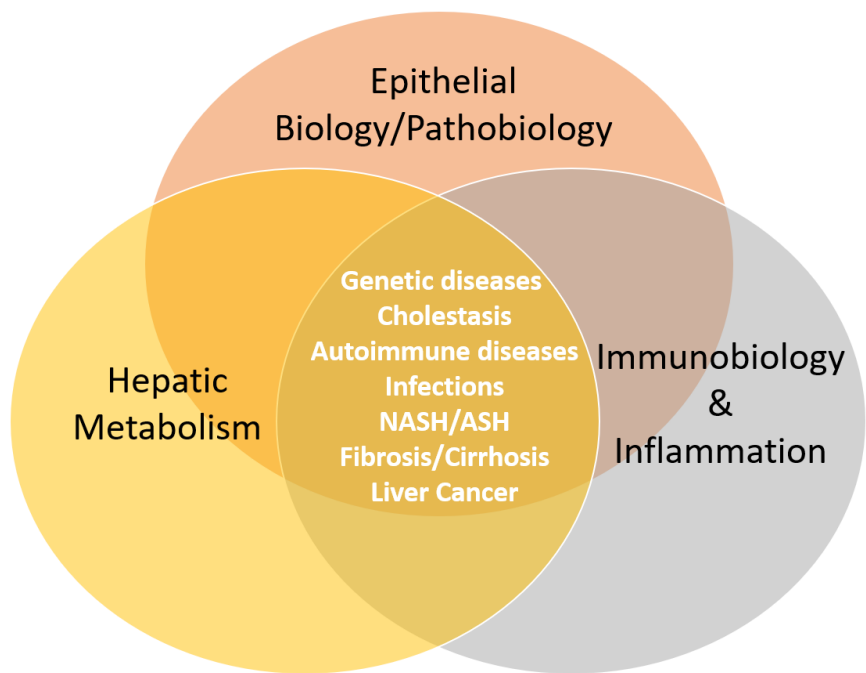 Epithelial
Biology/Pathobiology
Genetic diseases
Cholestasis
Autoimmune diseases
Infections
NASH/ASH
Fibrosis/Cirrhosis
Liver Cancer
Hepatic
Metabolism
Immunobiology
&
Inflammation